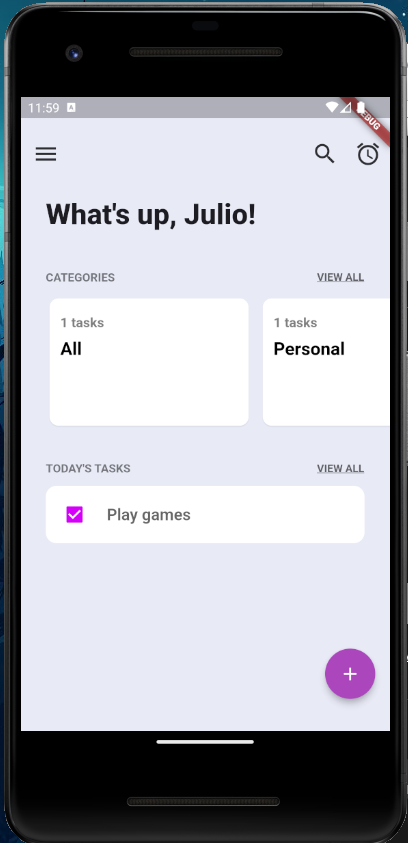 11:59 A
DEBUG
What's up, Julio!
CATEGORIES VIEW ALL
1 tasks 1 tasks
All Personal
TODAY'S TASKS VIEW ALL
Play games